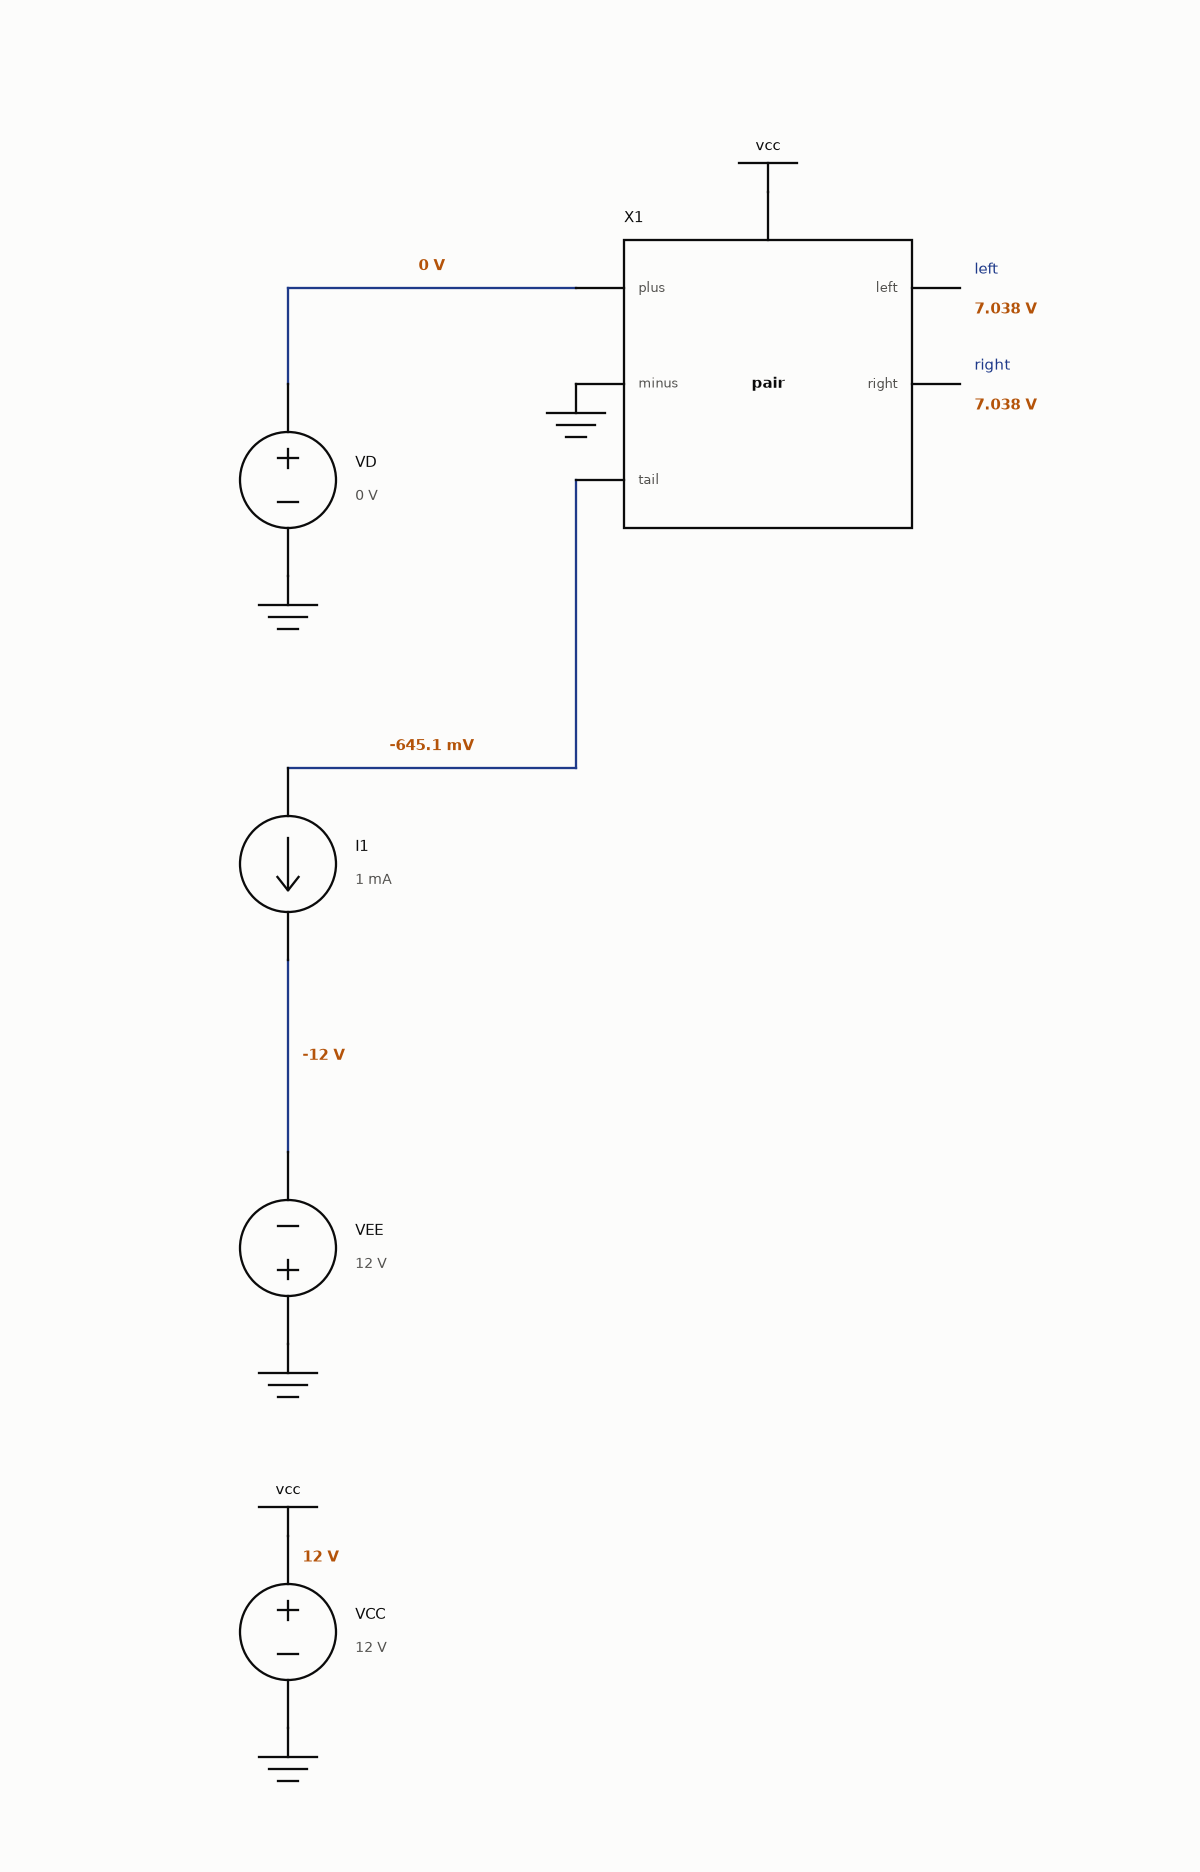 vcc
X1
0 V
plus
left
left
7.038 V
minus
pair
right
right
7.038 V
tail
VD
0 V
-645.1 mV
I1
1 mA
-12 V
VEE
12 V
vcc
12 V
VCC
12 V